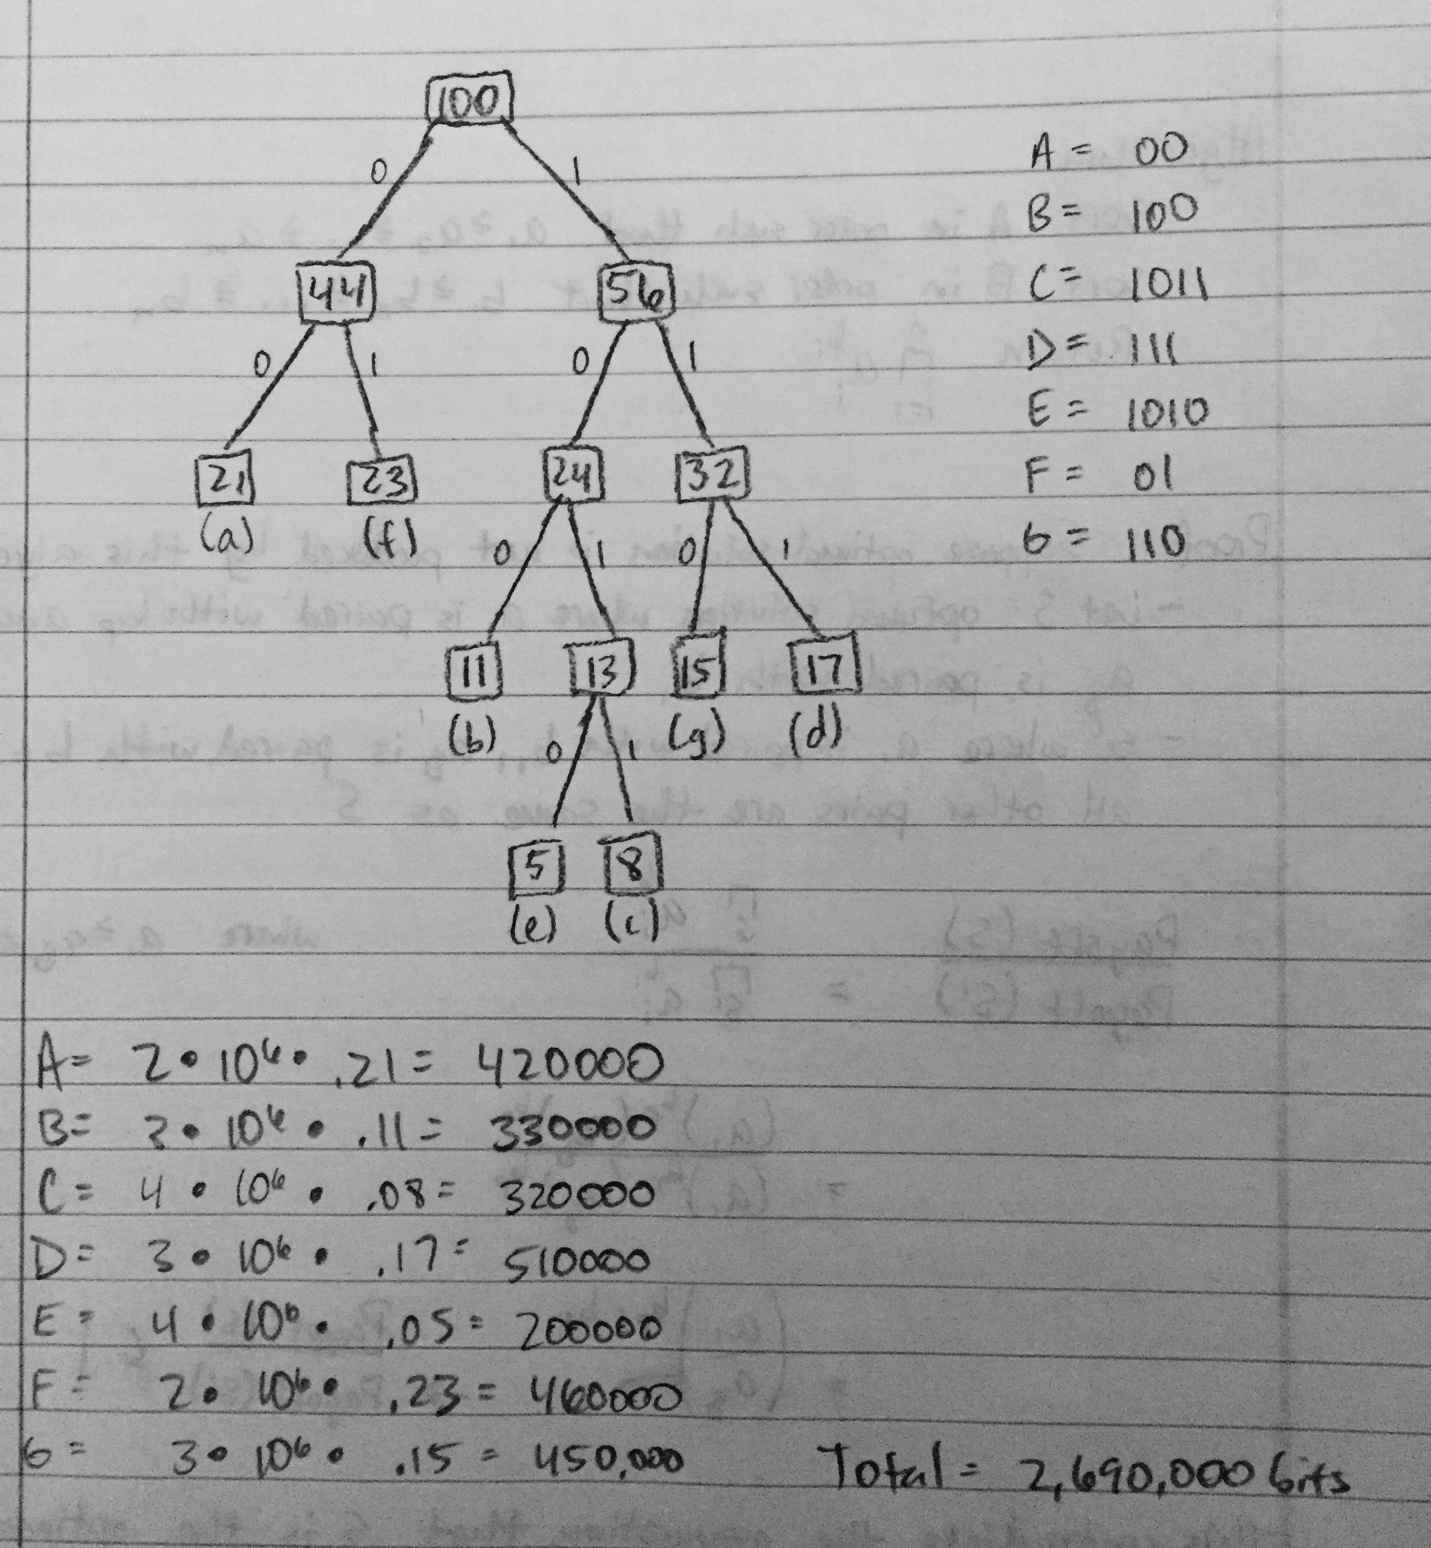 100
0 1
44 56
0 1 0 1
21 23 24 32
(a) (f)
0 1 0 1
11 13 15 17
(b) (g) (d)
0 1
5 8
(e) (c)
A = 00
B = 100
C = 1011
D = 111
E = 1010
F = 01
G = 110
A = 2 • 10⁶ • .21 = 420000
B = 3 • 10⁶ • .11 = 330000
C = 4 • 10⁶ • .08 = 320000
D = 3 • 10⁶ • .17 = 510000
E = 4 • 10⁶ • .05 = 200000
F = 2 • 10⁶ • .23 = 460000
G = 3 • 10⁶ • .15 = 450,000
Total = 2,690,000 bits